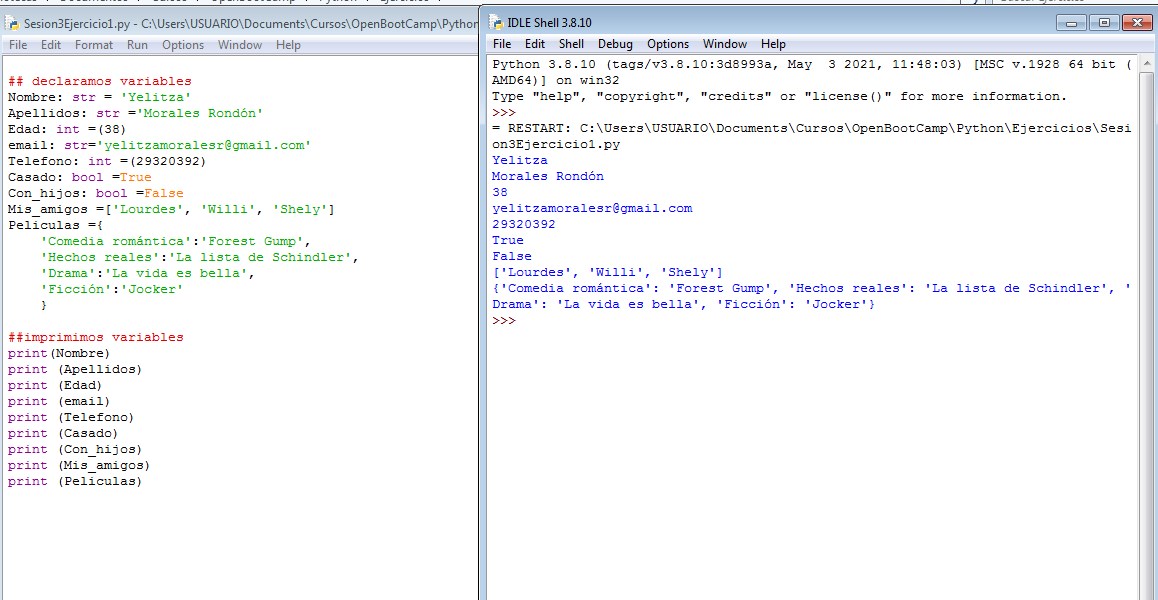 Sesion3Ejercicio1.py - C:\Users\USUARIO\Documents\Cursos\OpenBootCamp\Python
File Edit Format Run Options Window Help
## declaramos variables
Nombre: str = 'Yelitza'
Apellidos: str ='Morales Rondón'
Edad: int =(38)
email: str='yelitzamoralesr@gmail.com'
Telefono: int =(29320392)
Casado: bool =True
Con_hijos: bool =False
Mis_amigos =['Lourdes', 'Willi', 'Shely']
Peliculas ={
'Comedia romántica':'Forest Gump',
'Hechos reales':'La lista de Schindler',
'Drama':'La vida es bella',
'Ficción':'Jocker'
}
##imprimimos variables
print(Nombre)
print (Apellidos)
print (Edad)
print (email)
print (Telefono)
print (Casado)
print (Con_hijos)
print (Mis_amigos)
print (Peliculas)
IDLE Shell 3.8.10
File Edit Shell Debug Options Window Help
Python 3.8.10 (tags/v3.8.10:3d8993a, May  3 2021, 11:48:03) [MSC v.1928 64 bit (
AMD64)] on win32
Type "help", "copyright", "credits" or "license()" for more information.
>>>
= RESTART: C:\Users\USUARIO\Documents\Cursos\OpenBootCamp\Python\Ejercicios\Sesi
on3Ejercicio1.py
Yelitza
Morales Rondón
38
yelitzamoralesr@gmail.com
29320392
True
False
['Lourdes', 'Willi', 'Shely']
{'Comedia romántica': 'Forest Gump', 'Hechos reales': 'La lista de Schindler', '
Drama': 'La vida es bella', 'Ficción': 'Jocker'}
>>>